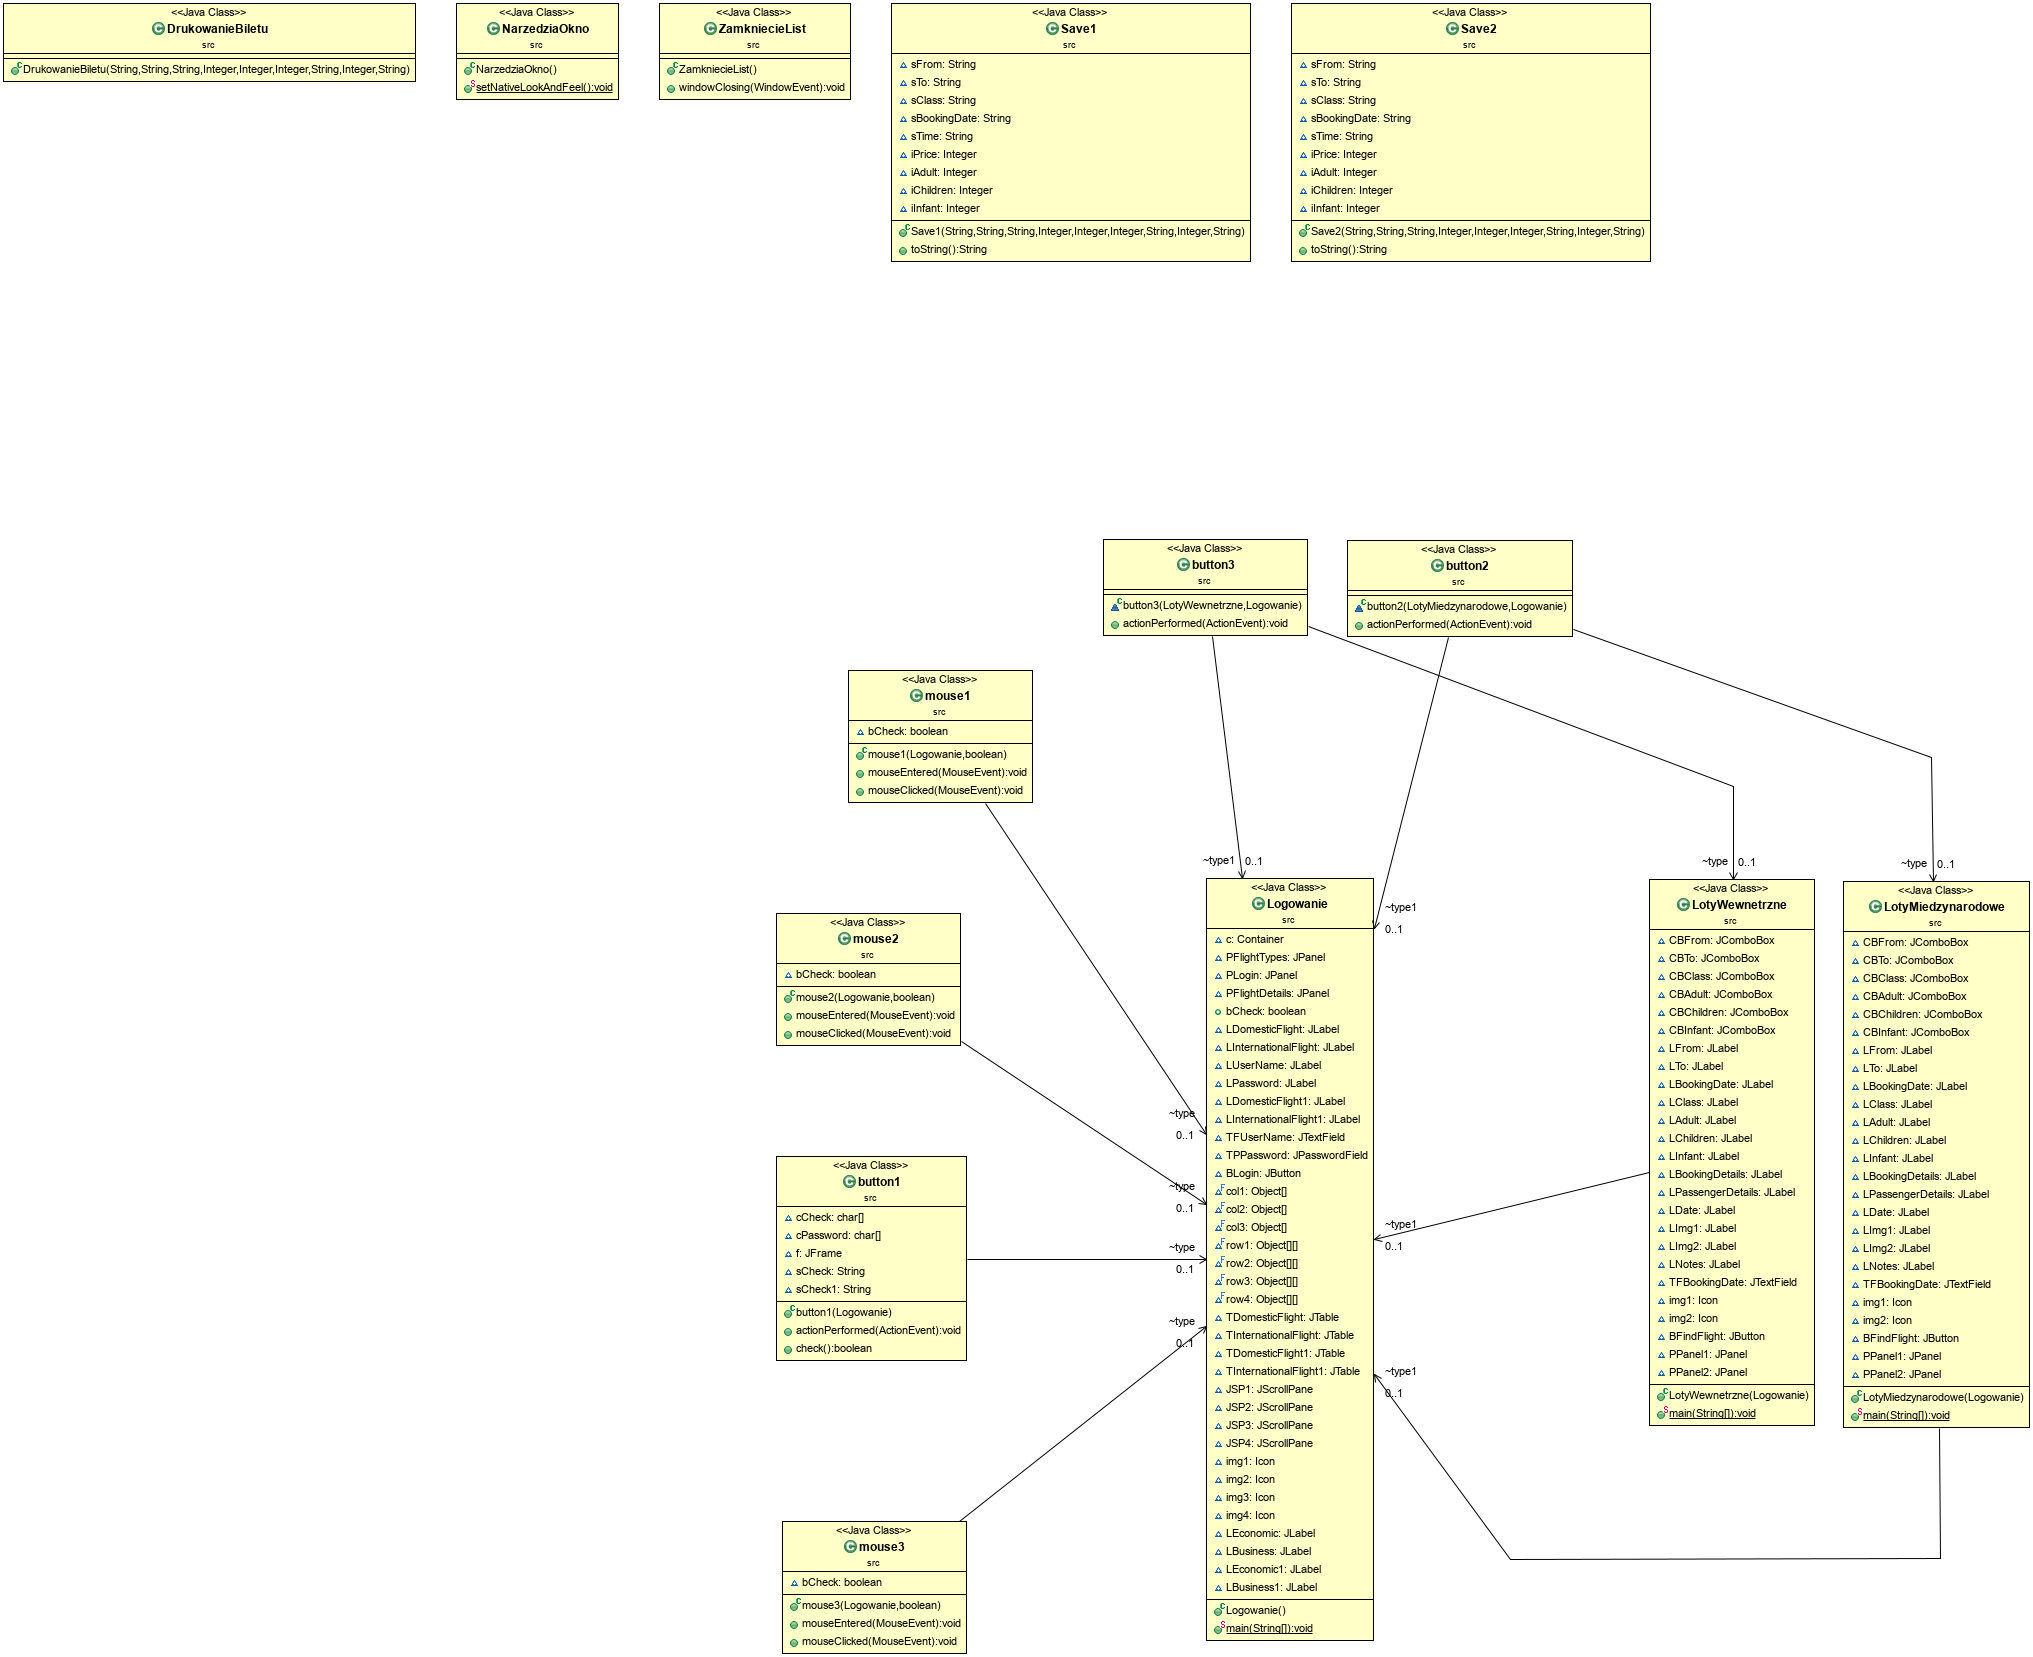 <<Java Class>>
DrukowanieBiletu
src
DrukowanieBiletu(String,String,String,Integer,Integer,Integer,String,Integer,String)
<<Java Class>>
NarzedziaOkno
src
NarzedziaOkno()
setNativeLookAndFeel():void
<<Java Class>>
ZamkniecieList
src
ZamkniecieList()
windowClosing(WindowEvent):void
<<Java Class>>
Save1
src
sFrom: String
sTo: String
sClass: String
sBookingDate: String
sTime: String
iPrice: Integer
iAdult: Integer
iChildren: Integer
iInfant: Integer
Save1(String,String,String,Integer,Integer,Integer,String,Integer,String)
toString():String
<<Java Class>>
Save2
src
sFrom: String
sTo: String
sClass: String
sBookingDate: String
sTime: String
iPrice: Integer
iAdult: Integer
iChildren: Integer
iInfant: Integer
Save2(String,String,String,Integer,Integer,Integer,String,Integer,String)
toString():String
<<Java Class>>
button3
src
button3(LotyWewnetrzne,Logowanie)
actionPerformed(ActionEvent):void
<<Java Class>>
button2
src
button2(LotyMiedzynarodowe,Logowanie)
actionPerformed(ActionEvent):void
<<Java Class>>
mouse1
src
bCheck: boolean
mouse1(Logowanie,boolean)
mouseEntered(MouseEvent):void
mouseClicked(MouseEvent):void
<<Java Class>>
mouse2
src
bCheck: boolean
mouse2(Logowanie,boolean)
mouseEntered(MouseEvent):void
mouseClicked(MouseEvent):void
<<Java Class>>
button1
src
cCheck: char[]
cPassword: char[]
f: JFrame
sCheck: String
sCheck1: String
button1(Logowanie)
actionPerformed(ActionEvent):void
check():boolean
<<Java Class>>
mouse3
src
bCheck: boolean
mouse3(Logowanie,boolean)
mouseEntered(MouseEvent):void
mouseClicked(MouseEvent):void
~type1 0..1
~type1
0..1
~type 0..1
~type 0..1
~type
0..1
~type
0..1
~type
0..1
~type
0..1
~type1
0..1
~type1
0..1
<<Java Class>>
Logowanie
src
c: Container
PFlightTypes: JPanel
PLogin: JPanel
PFlightDetails: JPanel
bCheck: boolean
LDomesticFlight: JLabel
LInternationalFlight: JLabel
LUserName: JLabel
LPassword: JLabel
LDomesticFlight1: JLabel
LInternationalFlight1: JLabel
TFUserName: JTextField
TPPassword: JPasswordField
BLogin: JButton
col1: Object[]
col2: Object[]
col3: Object[]
row1: Object[][]
row2: Object[][]
row3: Object[][]
row4: Object[][]
TDomesticFlight: JTable
TInternationalFlight: JTable
TDomesticFlight1: JTable
TInternationalFlight1: JTable
JSP1: JScrollPane
JSP2: JScrollPane
JSP3: JScrollPane
JSP4: JScrollPane
img1: Icon
img2: Icon
img3: Icon
img4: Icon
LEconomic: JLabel
LBusiness: JLabel
LEconomic1: JLabel
LBusiness1: JLabel
Logowanie()
main(String[]):void
<<Java Class>>
LotyWewnetrzne
src
CBFrom: JComboBox
CBTo: JComboBox
CBClass: JComboBox
CBAdult: JComboBox
CBChildren: JComboBox
CBInfant: JComboBox
LFrom: JLabel
LTo: JLabel
LBookingDate: JLabel
LClass: JLabel
LAdult: JLabel
LChildren: JLabel
LInfant: JLabel
LBookingDetails: JLabel
LPassengerDetails: JLabel
LDate: JLabel
LImg1: JLabel
LImg2: JLabel
LNotes: JLabel
TFBookingDate: JTextField
img1: Icon
img2: Icon
BFindFlight: JButton
PPanel1: JPanel
PPanel2: JPanel
LotyWewnetrzne(Logowanie)
main(String[]):void
<<Java Class>>
LotyMiedzynarodowe
src
CBFrom: JComboBox
CBTo: JComboBox
CBClass: JComboBox
CBAdult: JComboBox
CBChildren: JComboBox
CBInfant: JComboBox
LFrom: JLabel
LTo: JLabel
LBookingDate: JLabel
LClass: JLabel
LAdult: JLabel
LChildren: JLabel
LInfant: JLabel
LBookingDetails: JLabel
LPassengerDetails: JLabel
LDate: JLabel
LImg1: JLabel
LImg2: JLabel
LNotes: JLabel
TFBookingDate: JTextField
img1: Icon
img2: Icon
BFindFlight: JButton
PPanel1: JPanel
PPanel2: JPanel
LotyMiedzynarodowe(Logowanie)
main(String[]):void